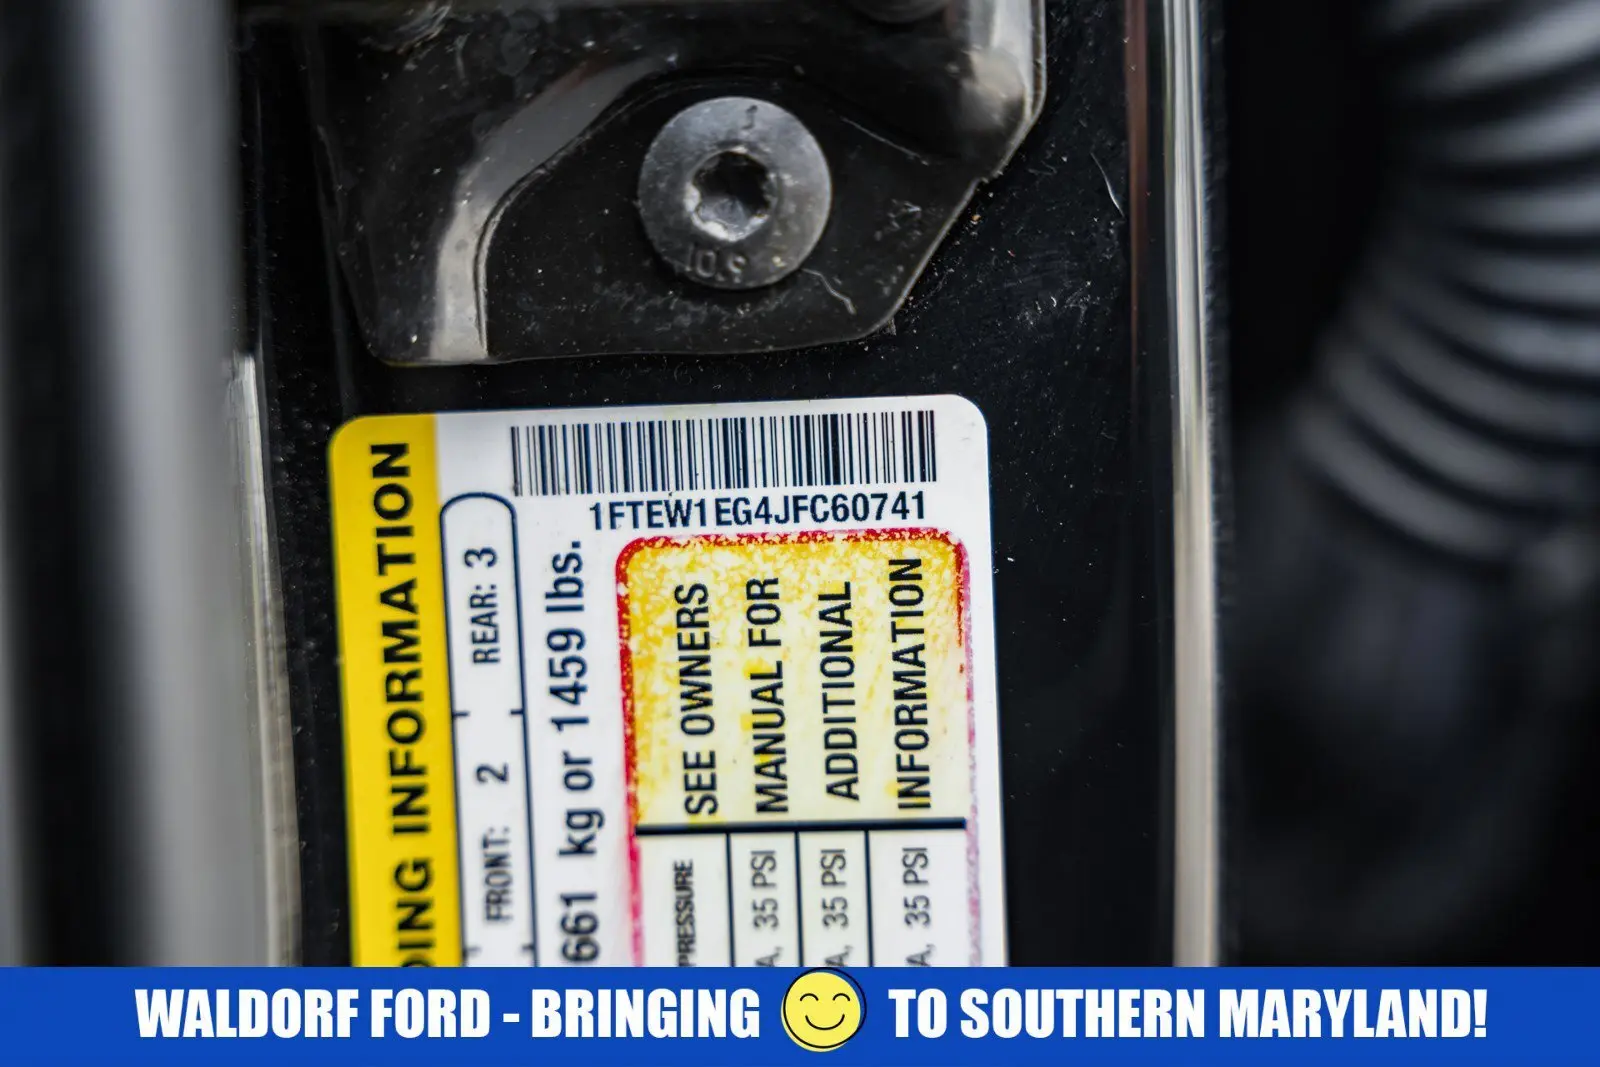 10.9
1FTEW1EG4JFC60741
DING INFORMATION
FRONT: 2 REAR: 3
661 kg or 1459 lbs.
SEE OWNERS
MANUAL FOR
ADDITIONAL
INFORMATION
PRESSURE
A, 35 PSI
A, 35 PSI
A, 35 PSI
WALDORF FORD - BRINGING TO SOUTHERN MARYLAND!